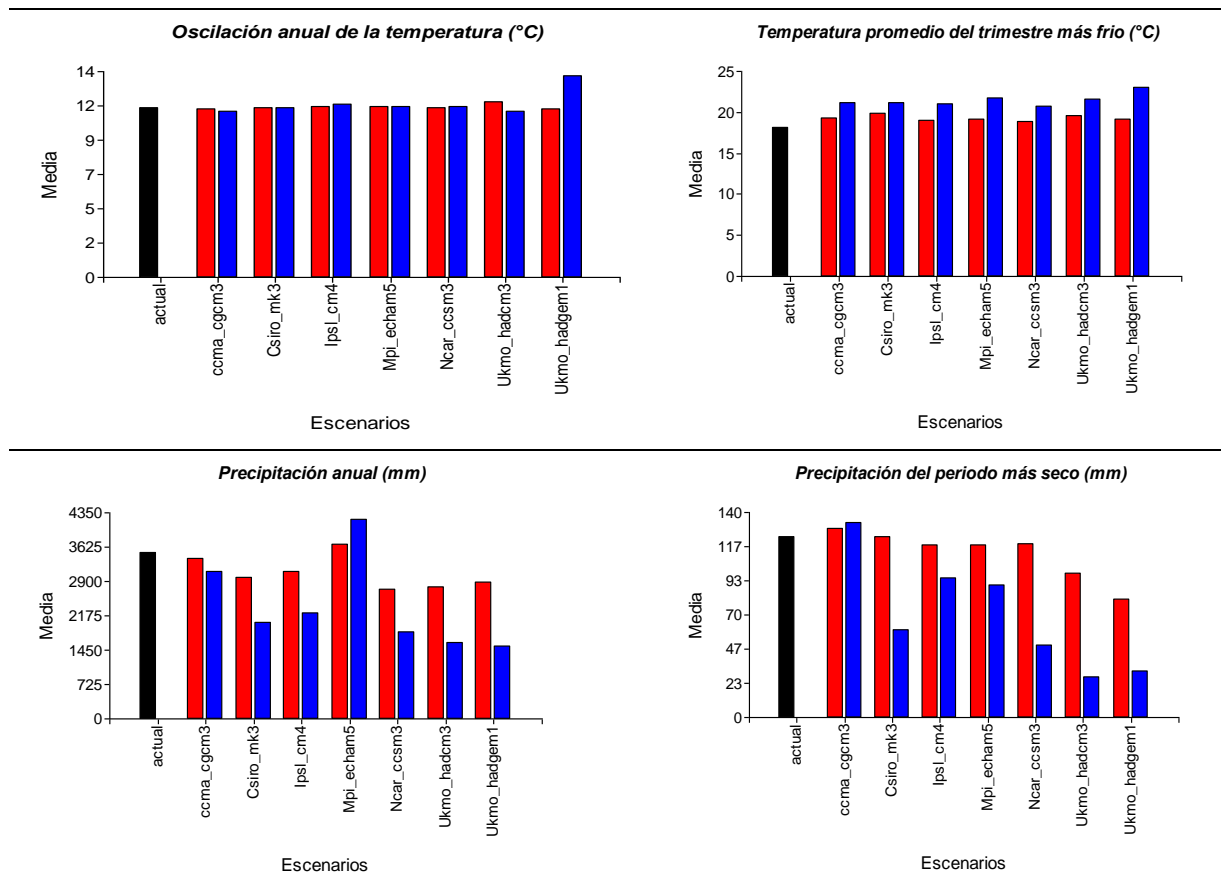 Oscilación anual de la temperatura (°C)
Media
14
12
9
7
5
2
0
actual
ccma_cgcm3
Csiro_mk3
Ipsl_cm4
Mpi_echam5
Ncar_ccsm3
Ukmo_hadcm3
Ukmo_hadgem1
Escenarios
Temperatura promedio del trimestre más frio (°C)
Media
25
20
15
10
5
0
actual
ccma_cgcm3
Csiro_mk3
Ipsl_cm4
Mpi_echam5
Ncar_ccsm3
Ukmo_hadcm3
Ukmo_hadgem1
Escenarios
Precipitación anual (mm)
Media
4350
3625
2900
2175
1450
725
0
actual
ccma_cgcm3
Csiro_mk3
Ipsl_cm4
Mpi_echam5
Ncar_ccsm3
Ukmo_hadcm3
Ukmo_hadgem1
Escenarios
Precipitación del periodo más seco (mm)
Media
140
117
93
70
47
23
0
actual
ccma_cgcm3
Csiro_mk3
Ipsl_cm4
Mpi_echam5
Ncar_ccsm3
Ukmo_hadcm3
Ukmo_hadgem1
Escenarios